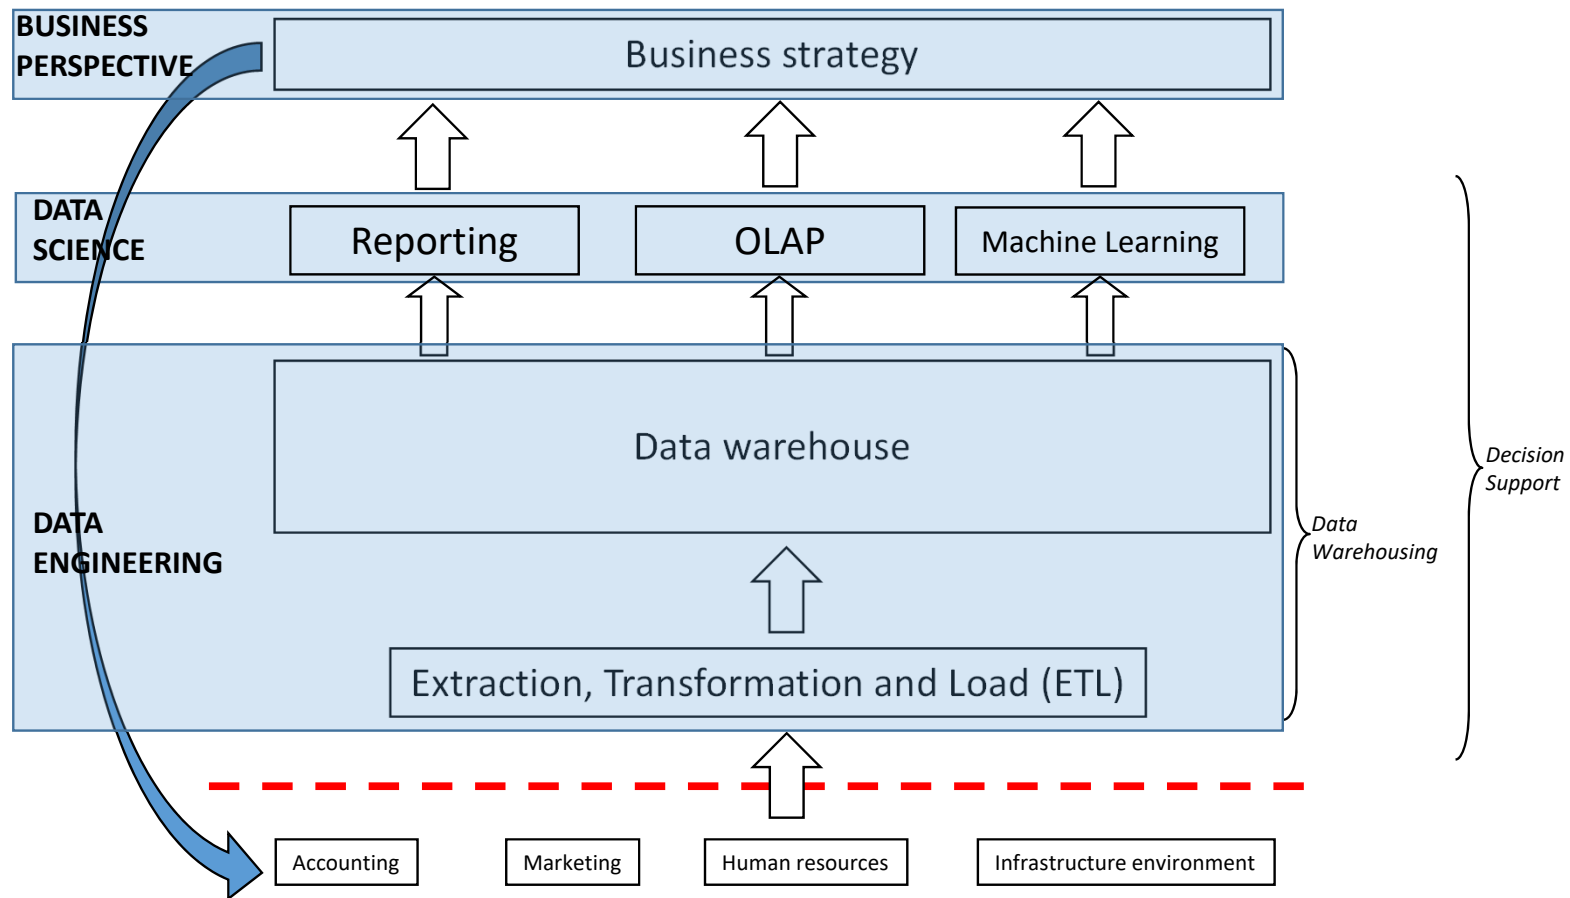 BUSINESS
PERSPECTIVE
Business strategy
DATA
SCIENCE
Reporting
OLAP
Machine Learning
Data warehouse
Decision
Support
DATA
ENGINEERING
Data
Warehousing
Extraction, Transformation and Load (ETL)
Accounting
Marketing
Human resources
Infrastructure environment